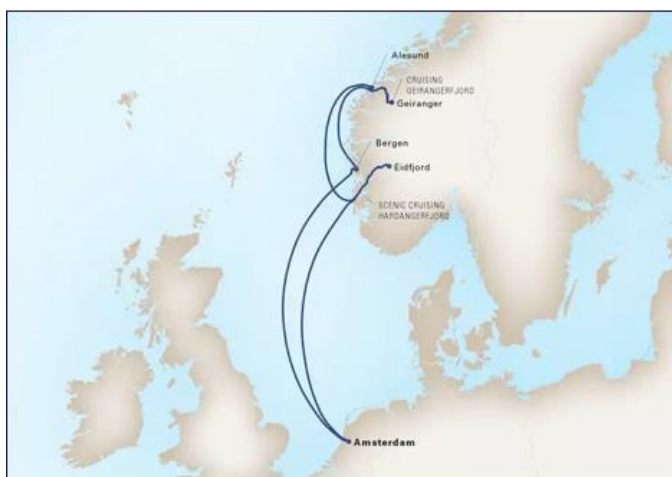 Alesund
CRUISING
GEIRANGERFJORD
Geiranger
Bergen
Eidfjord
SCENIC CRUISING
HARDANGERFJORD
Amsterdam